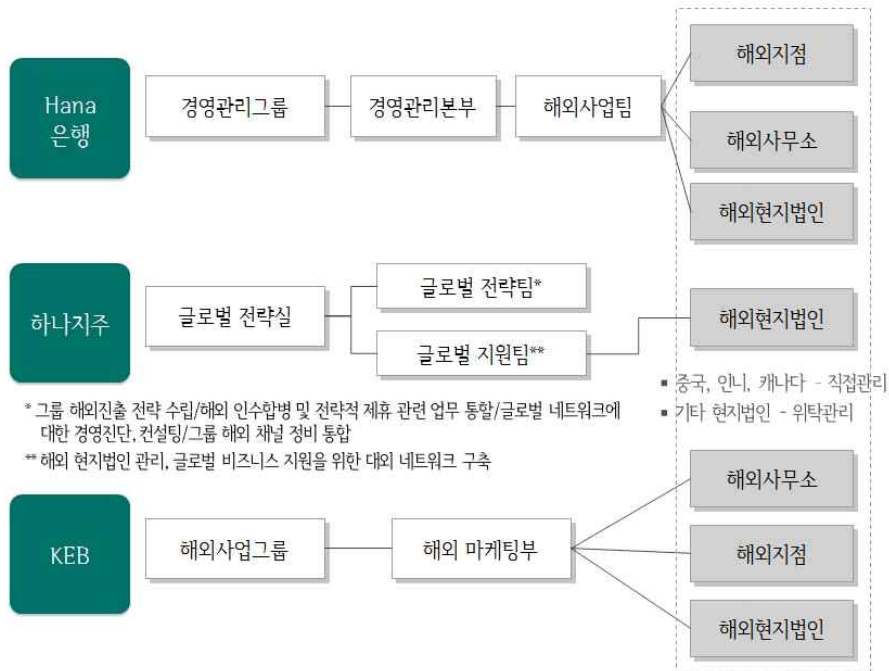 Hana
은행
경영관리그룹
경영관리본부
해외사업팀
해외지점
해외사무소
해외현지법인
하나지주
글로벌 전략실
글로벌 전략팀*
글로벌 지원팀**
해외현지법인
▪ 중국, 인니, 캐나다 - 직접관리
▪ 기타 현지법인 - 위탁관리
* 그룹 해외진출 전략 수립/해외 인수합병 및 전략적 제휴 관련 업무 통할/글로벌 네트워크에
대한 경영진단, 컨설팅/그룹 해외 채널 정비 통합
** 해외 현지법인 관리, 글로벌 비즈니스 지원을 위한 대외 네트워크 구축
KEB
해외사업그룹
해외 마케팅부
해외사무소
해외지점
해외현지법인